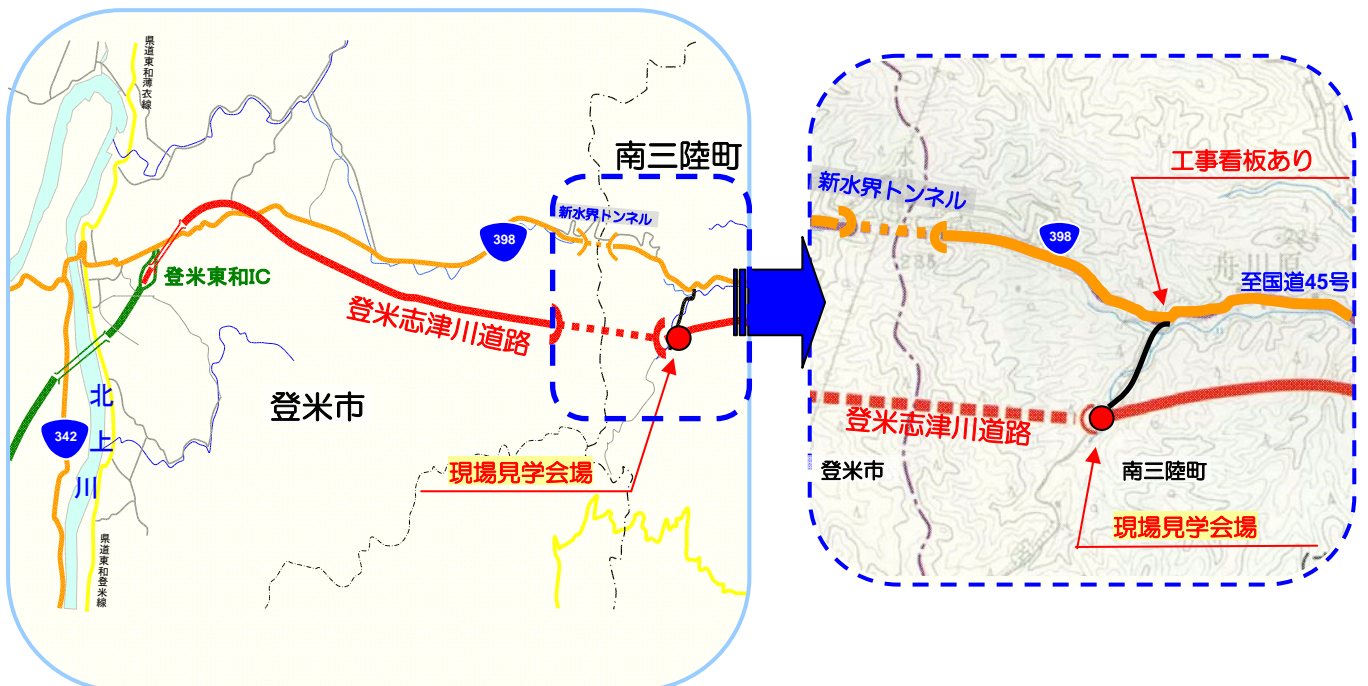 県道東和薄衣線
南三陸町
新水界トンネル
398
登米東和IC
登米志津川道路
登米市
北上川
342
現場見学会場
県道東和登米線
工事看板あり
新水界トンネル
398
舟川原
至国道45号
登米志津川道路
登米市
南三陸町
現場見学会場